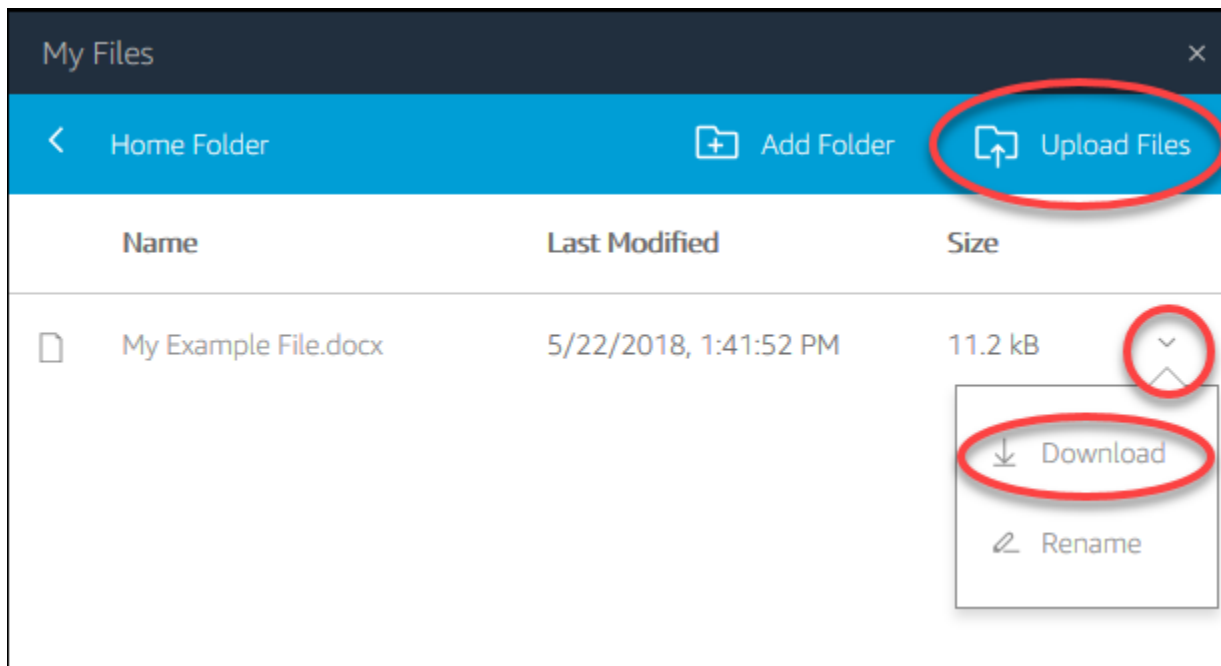 My Files
Home Folder Add Folder Upload Files
Name Last Modified Size
My Example File.docx 5/22/2018, 1:41:52 PM 11.2 kB
Download
Rename